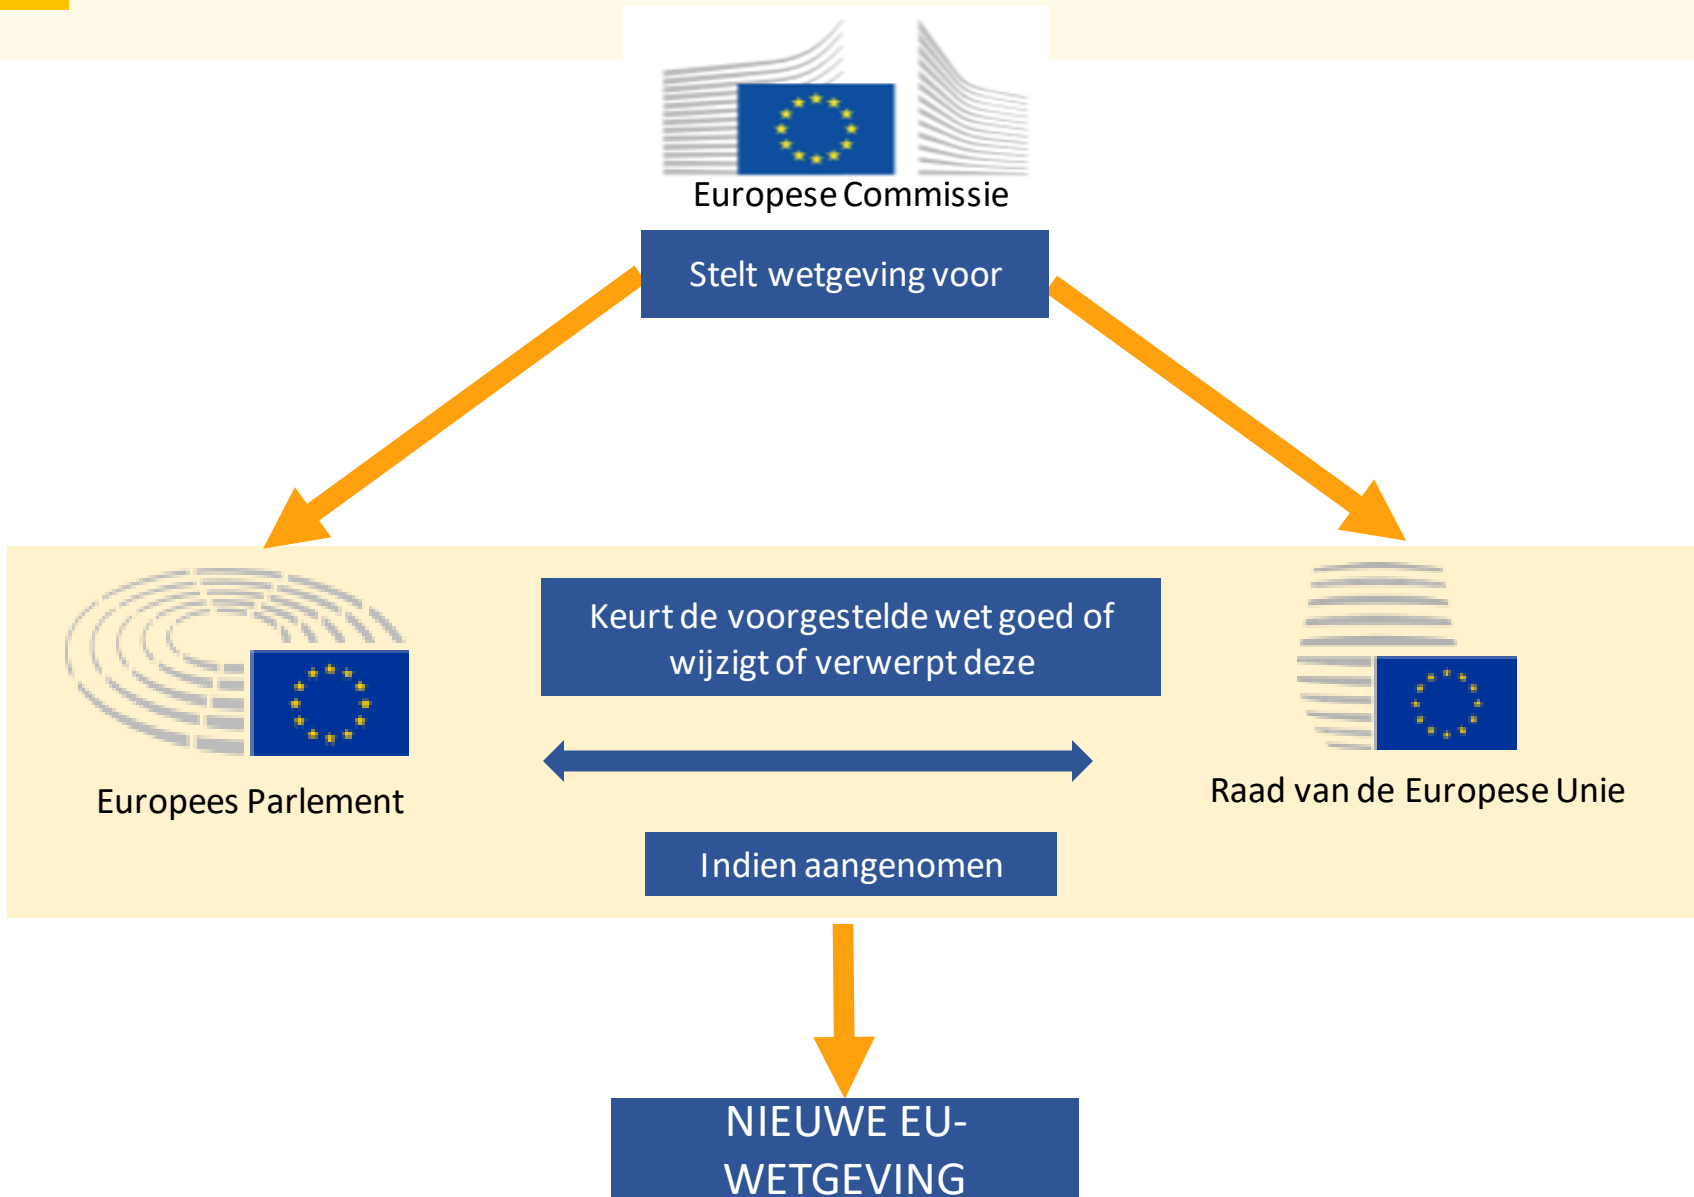 Europese Commissie
Stelt wetgeving voor
Keurt de voorgestelde wet goed of
wijzigt of verwerpt deze
Europees Parlement
Raad van de Europese Unie
Indien aangenomen
NIEUWE EU-
WETGEVING